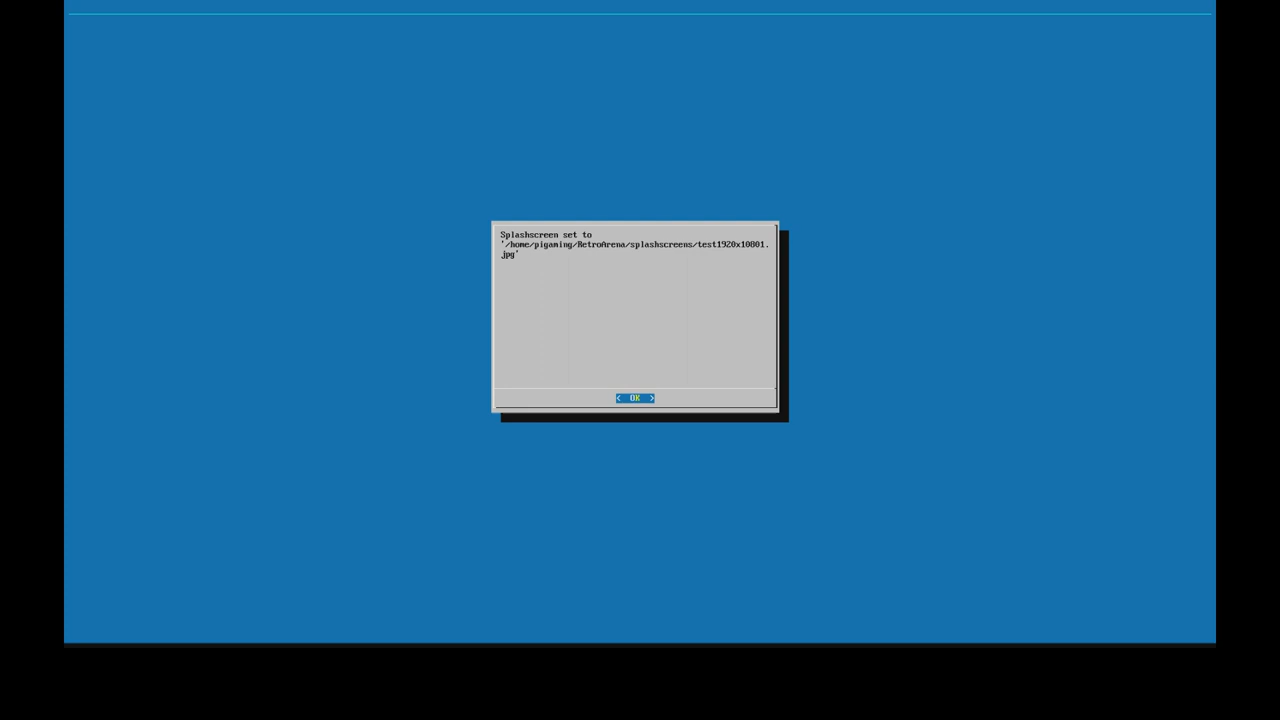 Splashscreen set to
'/home/pigaming/RetroArena/splashscreens/test1920x10801.
jpg'
< OK >